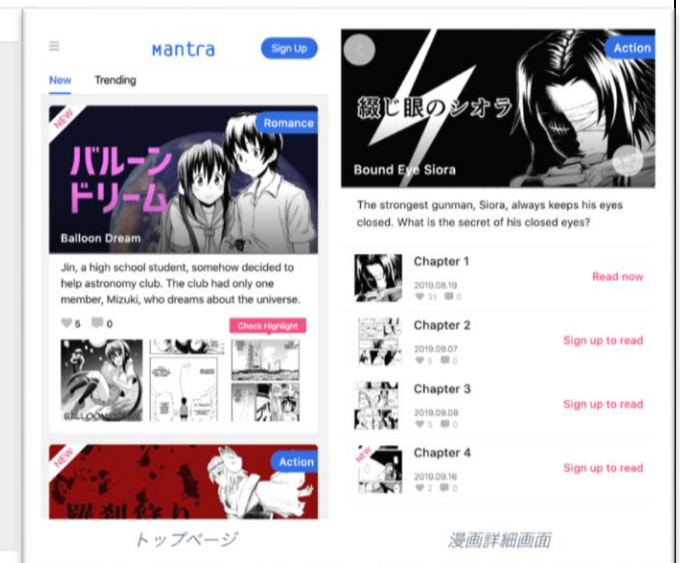 mantra
Sign Up
New
Trending
NEW
Romance
バルーン
ドリーム
Balloon Dream
Jin, a high school student, somehow decided to
help astronomy club. The club had only one
member, Mizuki, who dreams about the universe.
5
0
Check Highlight
NEW
Action
トップページ
Action
綴じ眼のシオラ
Bound Eye Siora
The strongest gunman, Siora, always keeps his eyes
closed. What is the secret of his closed eyes?
Chapter 1
2019.08.19
31 0
Read now
Chapter 2
2019.09.07
5 0
Sign up to read
Chapter 3
2019.09.09
5 0
Sign up to read
NEW
Chapter 4
2019.09.16
2 0
Sign up to read
漫画詳細画面